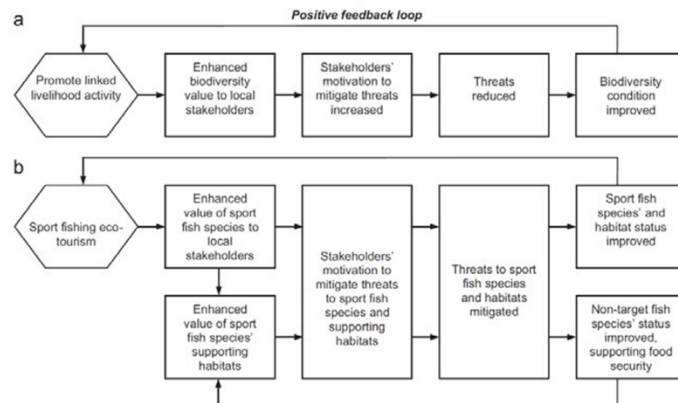 a
Positive feedback loop
Promote linked
livelihood activity
Enhanced
biodiversity
value to local
stakeholders
Stakeholders'
motivation to
mitigate threats
increased
Threats
reduced
Biodiversity
condition
improved
b
Sport fishing eco-
tourism
Enhanced
value of sport
fish species to
local
stakeholders
Enhanced
value of sport
fish species'
supporting
habitats
Stakeholders'
motivation to
mitigate threats
to sport fish
species and
supporting
habitats
Threats to sport
fish species
and habitats
mitigated
Sport fish
species' and
habitat status
improved
Non-target fish
species' status
improved,
supporting food
security